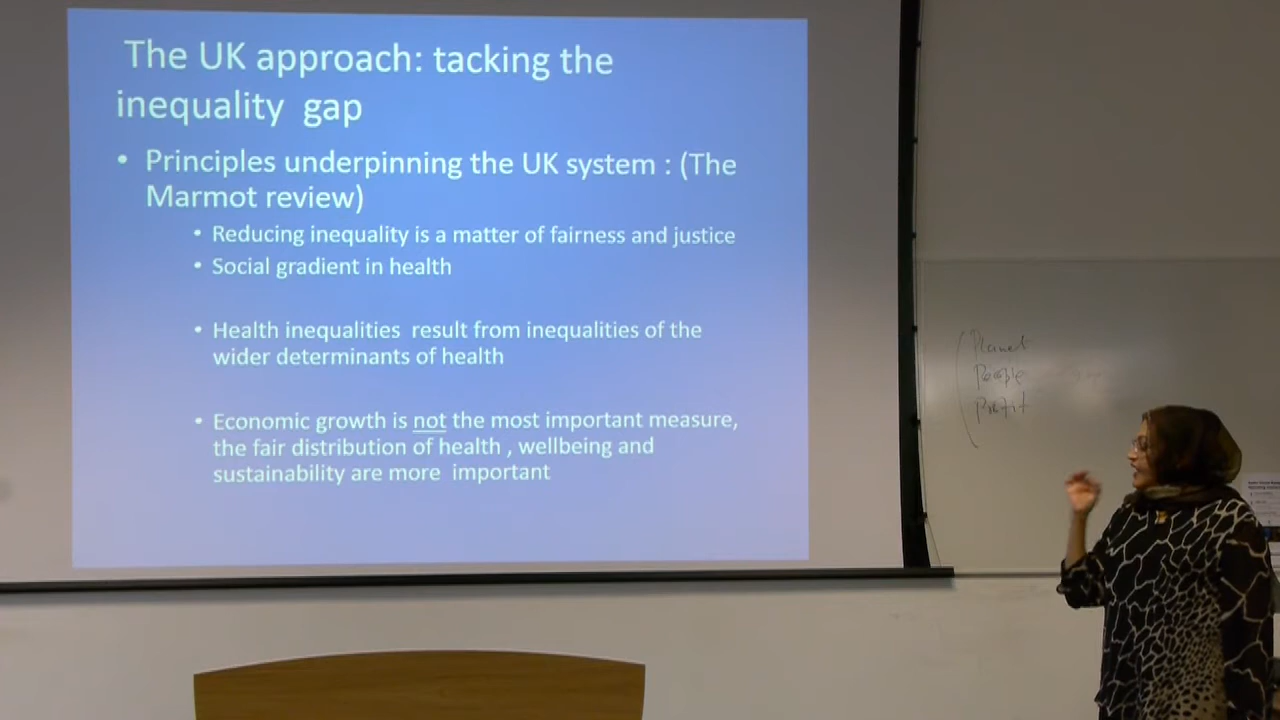 The UK approach: tacking the
inequality gap
• Principles underpinning the UK system : (The
Marmot review)
• Reducing inequality is a matter of fairness and justice
• Social gradient in health
• Health inequalities result from inequalities of the
wider determinants of health
• Economic growth is not the most important measure,
the fair distribution of health , wellbeing and
sustainability are more important
Planet
People
Profit